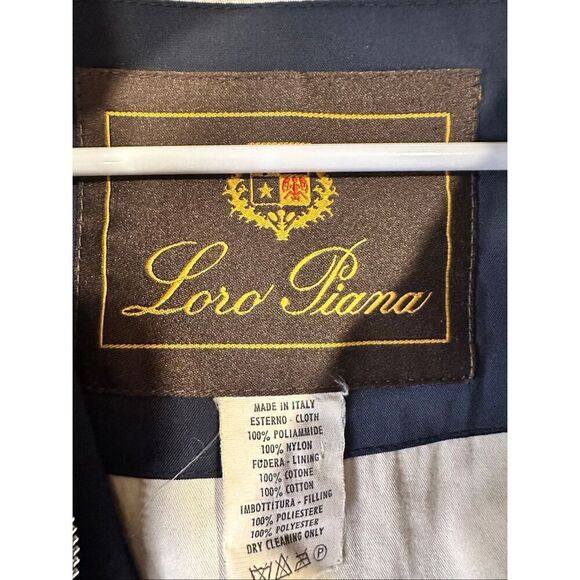 Loro Piana
MADE IN ITALY
ESTERNO - CLOTH
100% POLIAMMIDE
100% NYLON
FODERA - LINING
100% COTONE
100% COTTON
IMBOTTITURA - FILLING
100% POLIESTERE
100% POLYESTER
DRY CLEANING ONLY
P